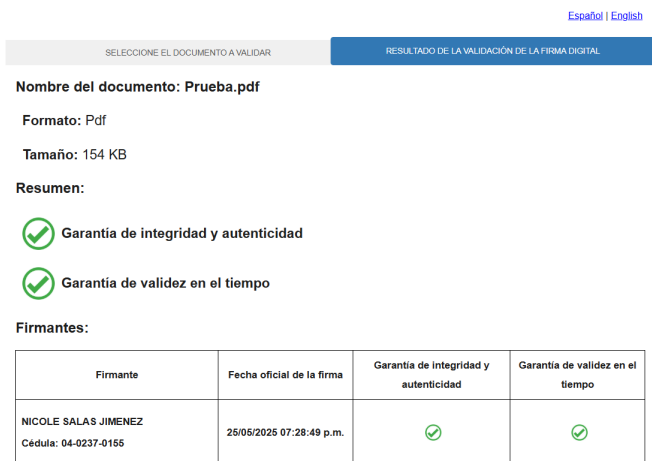 Español | English
SELECCIONE EL DOCUMENTO A VALIDAR
RESULTADO DE LA VALIDACIÓN DE LA FIRMA DIGITAL
Nombre del documento: Prueba.pdf
Formato: Pdf
Tamaño: 154 KB
Resumen:
Garantía de integridad y autenticidad
Garantía de validez en el tiempo
Firmantes:
Firmante
Fecha oficial de la firma
Garantía de integridad y
autenticidad
Garantía de validez en el
tiempo
NICOLE SALAS JIMENEZ
Cédula: 04-0237-0155
25/05/2025 07:28:49 p.m.